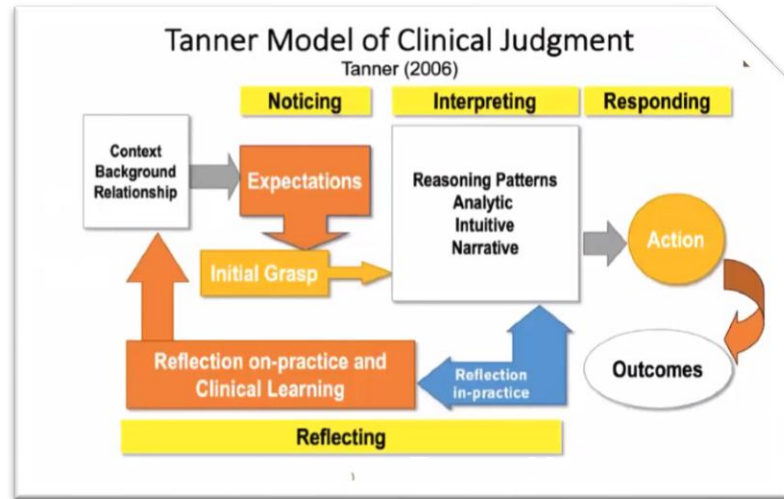 Tanner Model of Clinical Judgment
Tanner (2006)
Noticing
Interpreting
Responding
Context
Background
Relationship
Expectations
Initial Grasp
Reasoning Patterns
Analytic
Intuitive
Narrative
Action
Outcomes
Reflection on-practice and
Clinical Learning
Reflection
in-practice
Reflecting